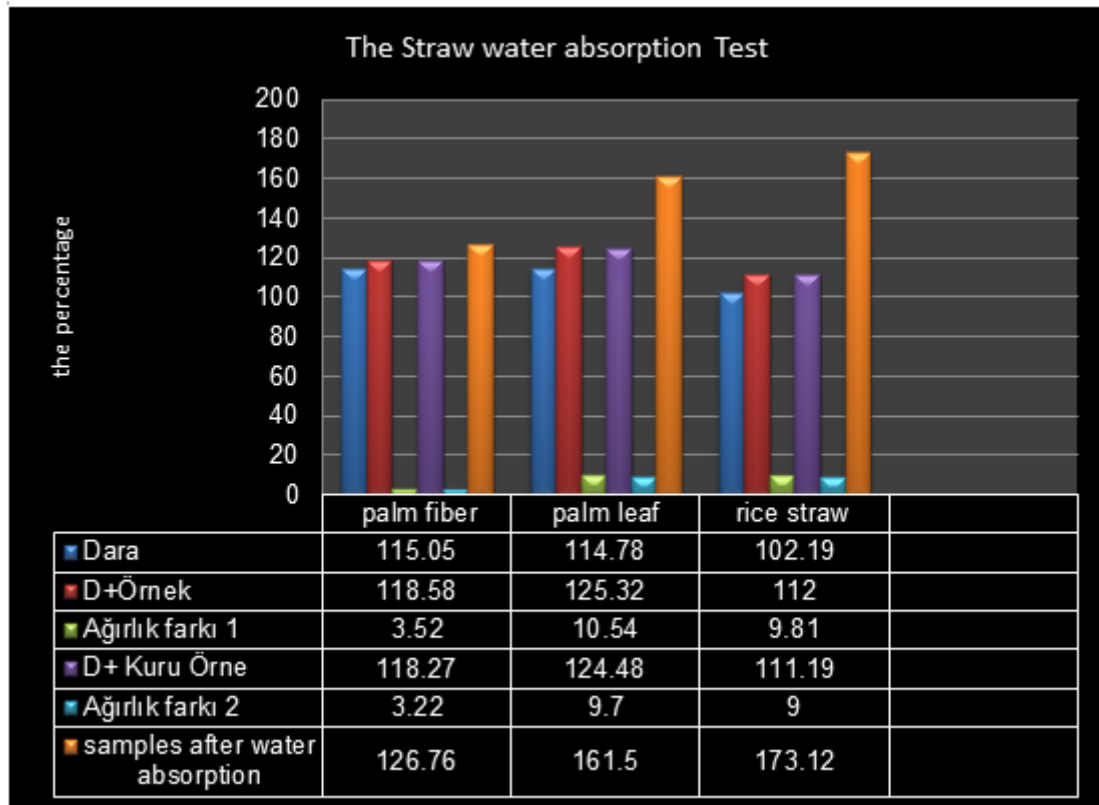 The Straw water absorption Test
the percentage
200
180
160
140
120
100
80
60
40
20
0
palm fiber palm leaf rice straw
Dara 115.05 114.78 102.19
D+Örnek 118.58 125.32 112
Ağırlık farkı 1 3.52 10.54 9.81
D+ Kuru Örne 118.27 124.48 111.19
Ağırlık farkı 2 3.22 9.7 9
samples after water
absorption 126.76 161.5 173.12